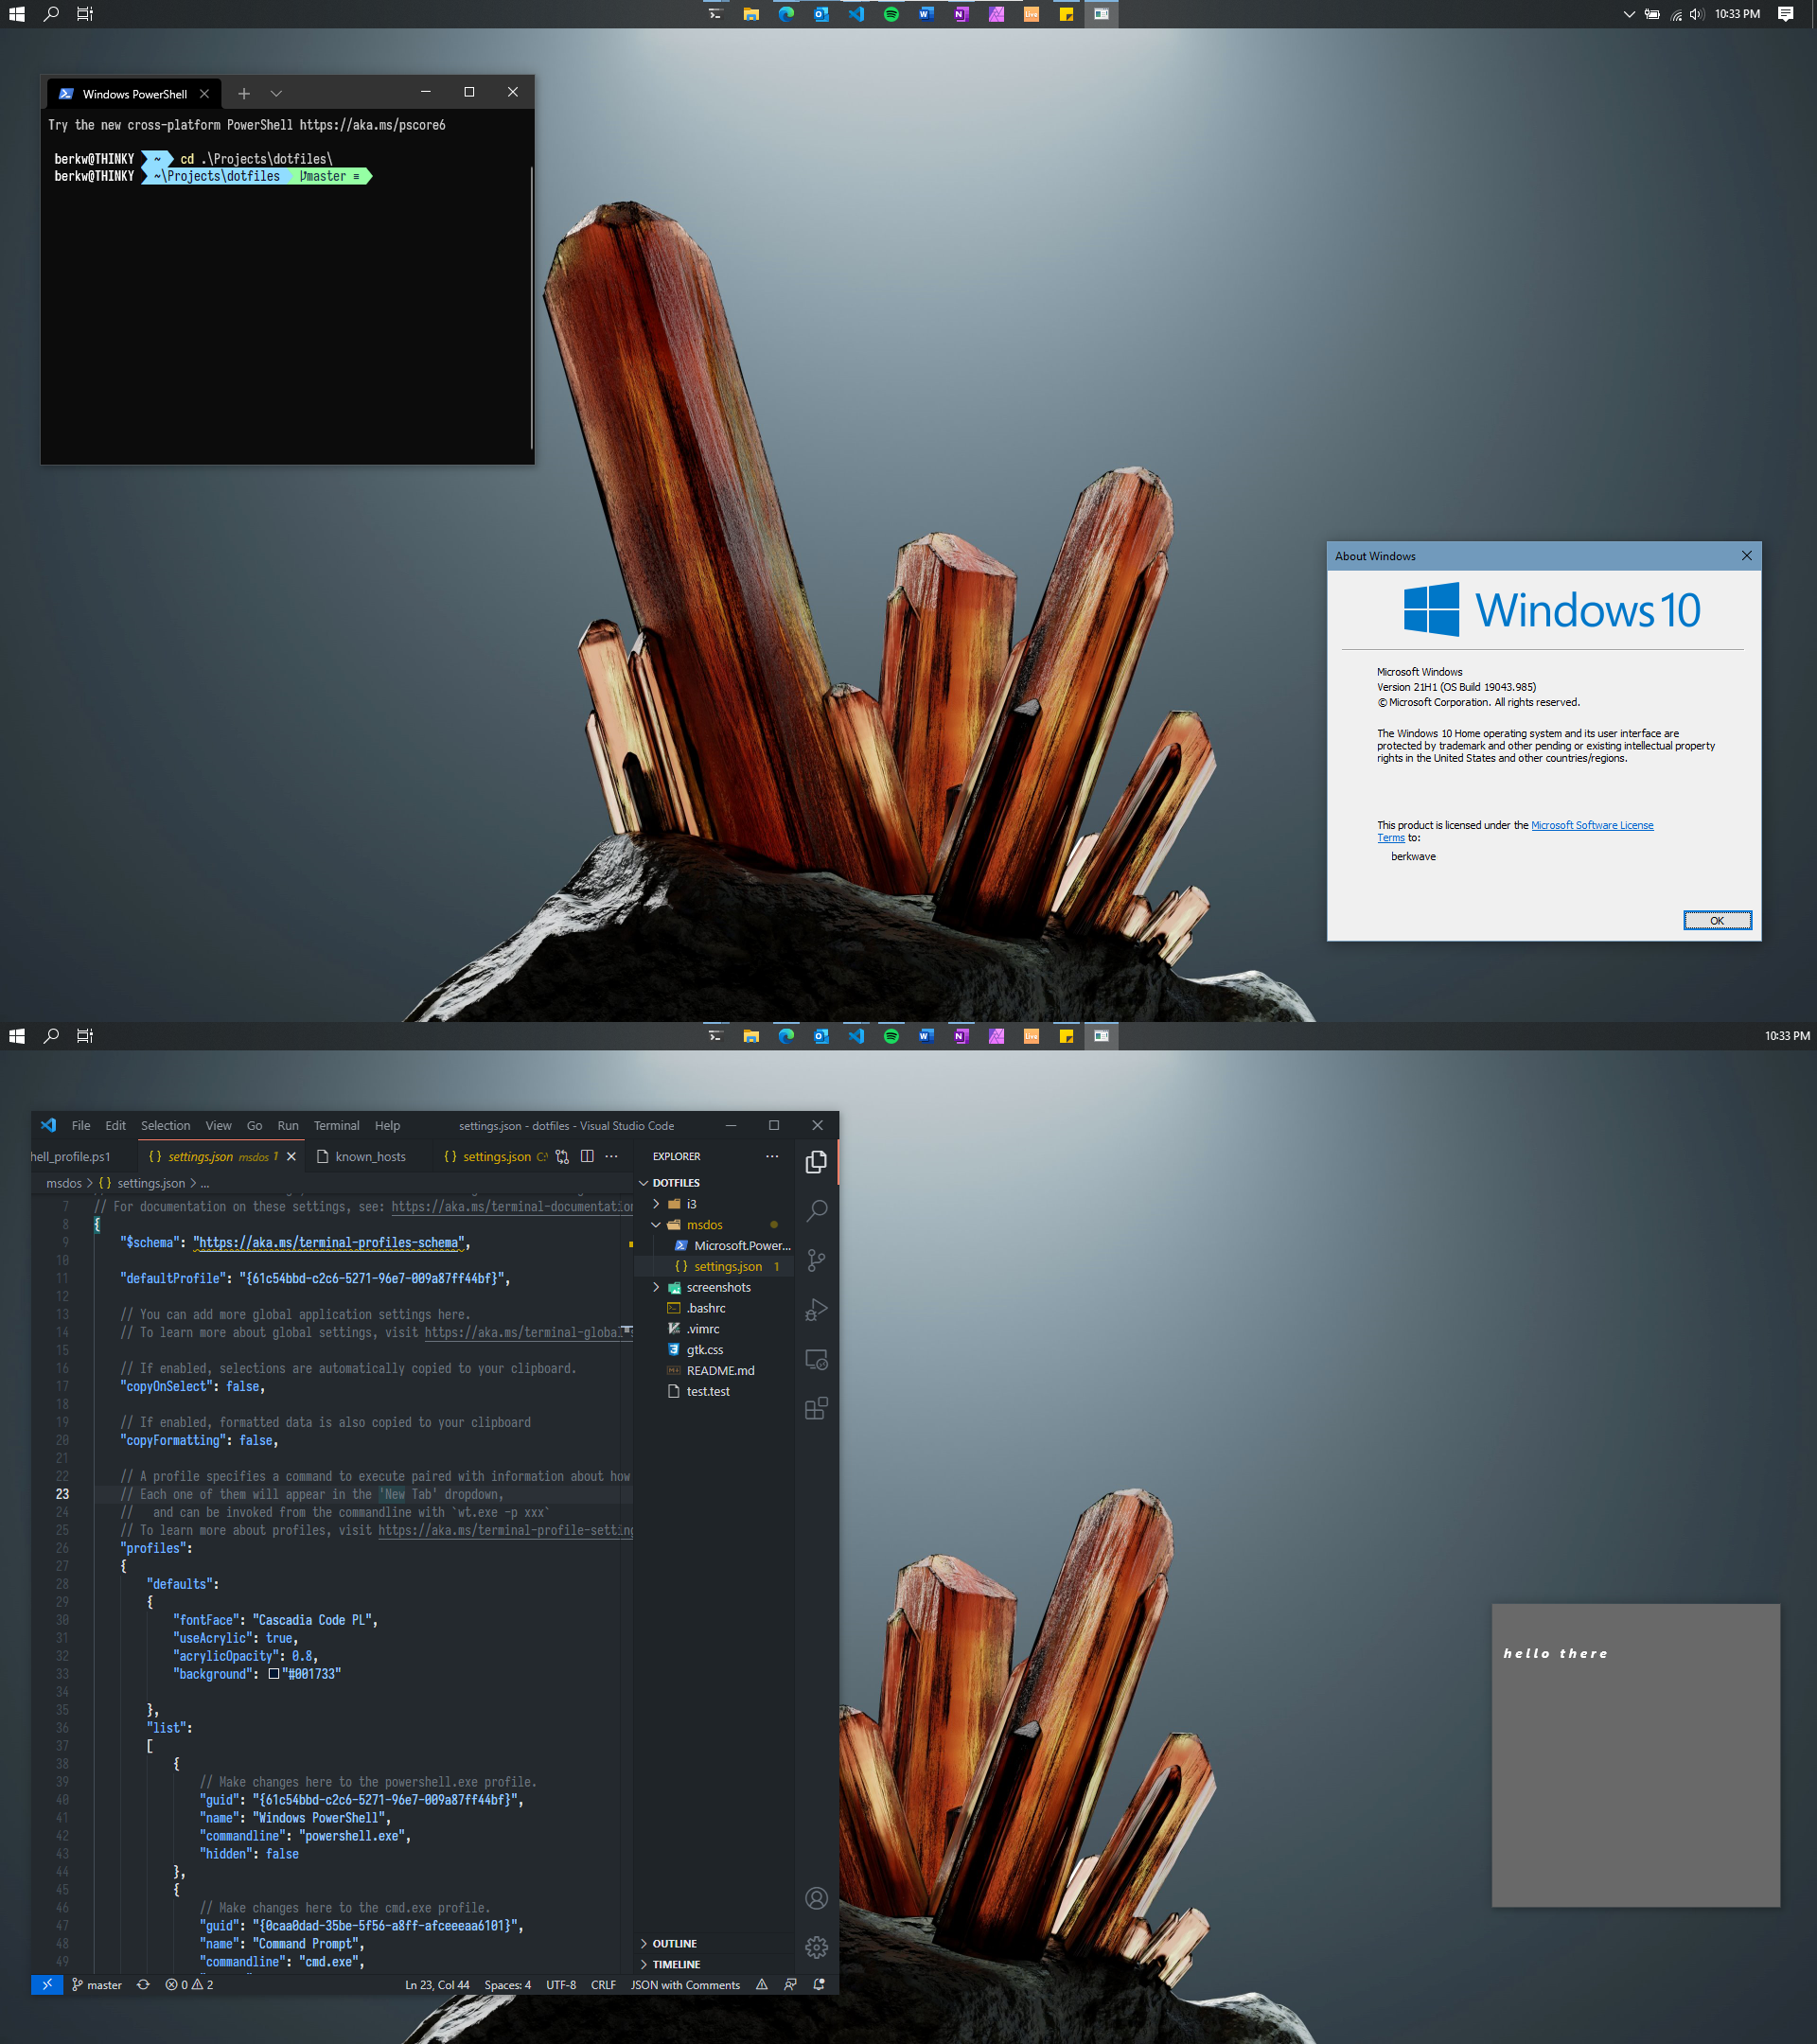 10:33 PM
Windows PowerShell
Try the new cross-platform PowerShell https://aka.ms/pscore6
berkw@THINKY ~ cd .\Projects\dotfiles\
berkw@THINKY ~\Projects\dotfiles master ≡
About Windows
Windows 10
Microsoft Windows
Version 21H1 (OS Build 19043.985)
© Microsoft Corporation. All rights reserved.
The Windows 10 Home operating system and its user interface are
protected by trademark and other pending or existing intellectual property
rights in the United States and other countries/regions.
This product is licensed under the Microsoft Software License
Terms to:
berkwave
OK
10:33 PM
File Edit Selection View Go Run Terminal Help settings.json - dotfiles - Visual Studio Code
hell_profile.ps1 {} settings.json msdos 1 known_hosts {} settings.json C:\
msdos > {} settings.json > ...
7 // For documentation on these settings, see: https://aka.ms/terminal-documentation
8 {
9 "$schema": "https://aka.ms/terminal-profiles-schema",
10
11 "defaultProfile": "{61c54bbd-c2c6-5271-96e7-009a87ff44bf}",
12
13 // You can add more global application settings here.
14 // To learn more about global settings, visit https://aka.ms/terminal-global-s
15
16 // If enabled, selections are automatically copied to your clipboard.
17 "copyOnSelect": false,
18
19 // If enabled, formatted data is also copied to your clipboard
20 "copyFormatting": false,
21
22 // A profile specifies a command to execute paired with information about how
23 // Each one of them will appear in the 'New Tab' dropdown,
24 //   and can be invoked from the commandline with `wt.exe -p xxx`
25 // To learn more about profiles, visit https://aka.ms/terminal-profile-setting
26 "profiles":
27 {
28 "defaults":
29 {
30 "fontFace": "Cascadia Code PL",
31 "useAcrylic": true,
32 "acrylicOpacity": 0.8,
33 "background": "#001733"
34
35 },
36 "list":
37 [
38 {
39 // Make changes here to the powershell.exe profile.
40 "guid": "{61c54bbd-c2c6-5271-96e7-009a87ff44bf}",
41 "name": "Windows PowerShell",
42 "commandline": "powershell.exe",
43 "hidden": false
44 },
45 {
46 // Make changes here to the cmd.exe profile.
47 "guid": "{0caa0dad-35be-5f56-a8ff-afceeeaa6101}",
48 "name": "Command Prompt",
49 "commandline": "cmd.exe",
EXPLORER
DOTFILES
i3
msdos
Microsoft.Power...
{} settings.json 1
screenshots
.bashrc
.vimrc
gtk.css
README.md
test.test
OUTLINE
TIMELINE
master 0 2 Ln 23, Col 44 Spaces: 4 UTF-8 CRLF JSON with Comments
hello there